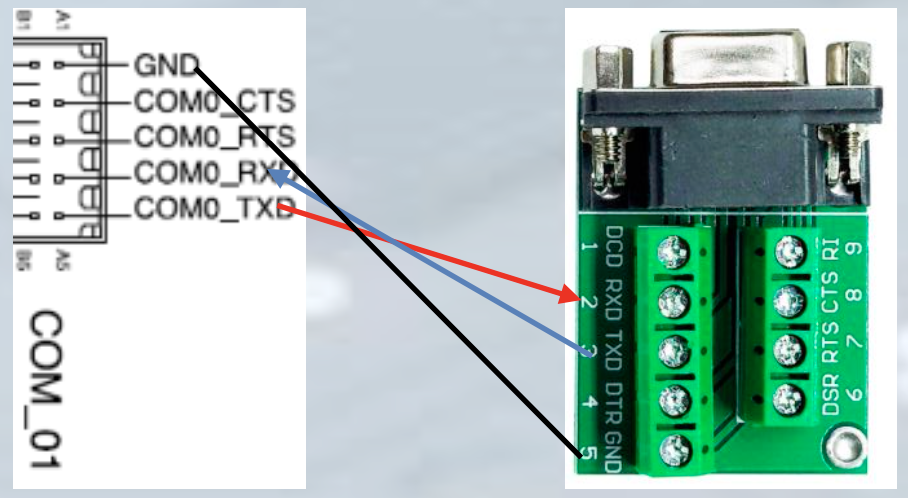 B1 A1
GND
COM0_CTS
COM0_RTS
COM0_RXD
COM0_TXD
B5 A5
COM_01
1 DCD
2 RXD
3 TXD
4 DTR
5 GND
RI 9
CTS 8
RTS 7
DSR 6